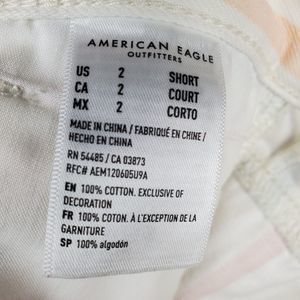 AMERICAN EAGLE
OUTFITTERS
US 2 SHORT
CA 2 COURT
MX 2 CORTO
MADE IN CHINA / FABRIQUÉ EN CHINE /
HECHO EN CHINA
RN 54485 / CA 03873
RFC# AEM120605U9A
EN 100% COTTON. EXCLUSIVE OF
DECORATION
FR 100% COTON. À L'EXCEPTION DE LA
GARNITURE
SP 100% algodón